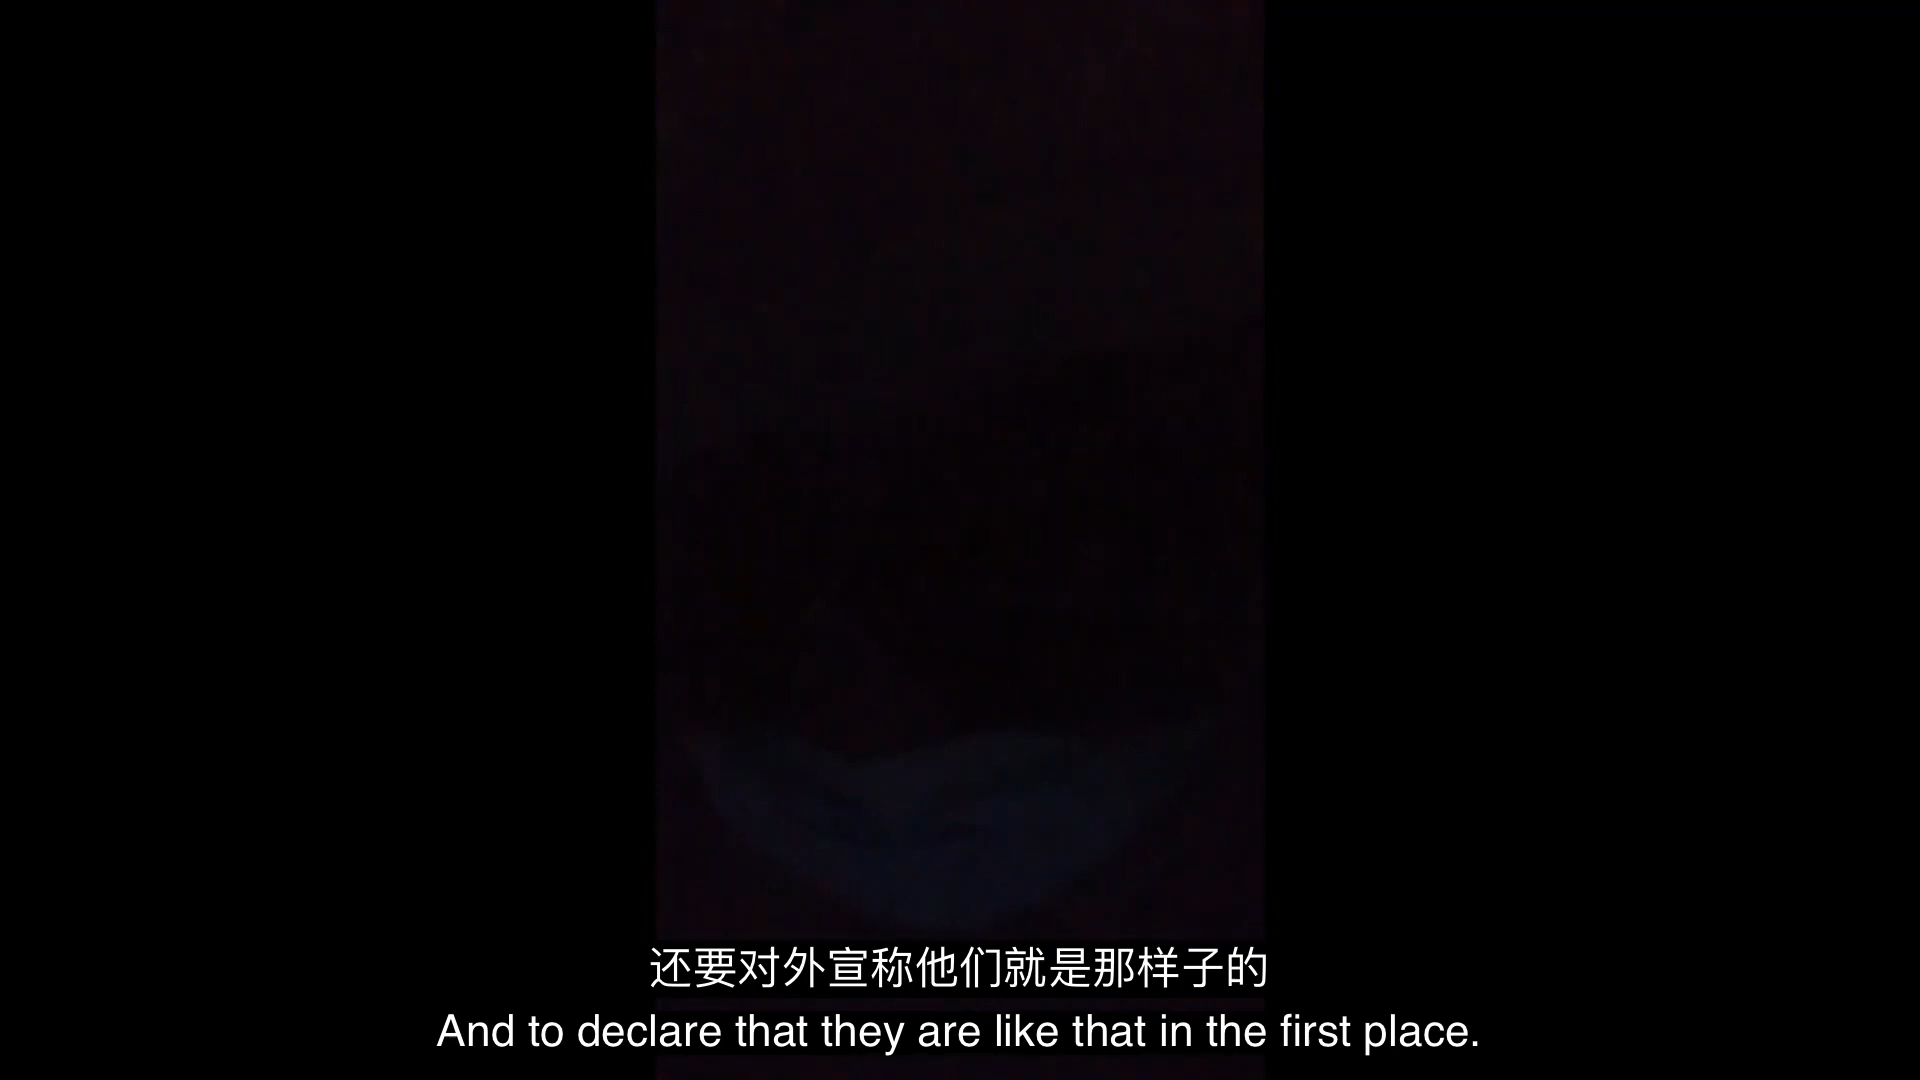 还要对外宣称他们就是那样子的
And to declare that they are like that in the first place.